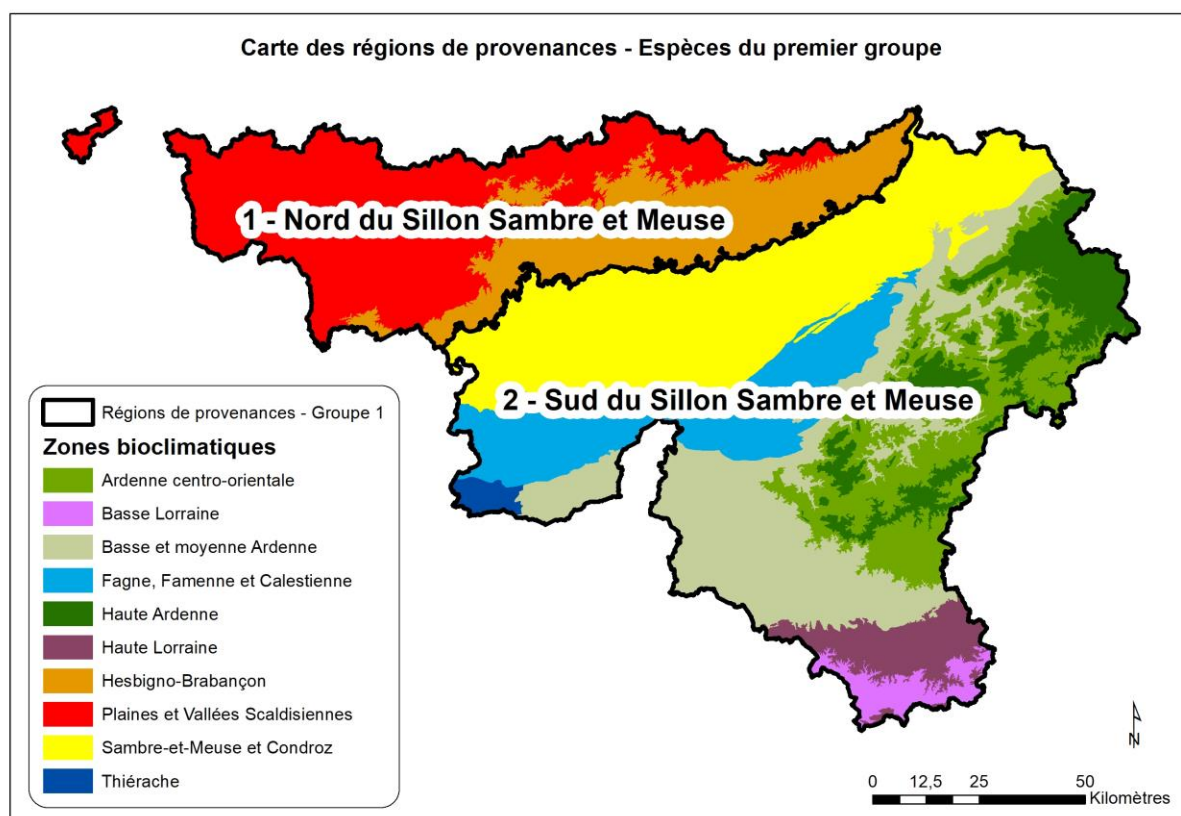 Carte des régions de provenances - Espèces du premier groupe
1 - Nord du Sillon Sambre et Meuse
2 - Sud du Sillon Sambre et Meuse
Régions de provenances - Groupe 1
Zones bioclimatiques
Ardenne centro-orientale
Basse Lorraine
Basse et moyenne Ardenne
Fagne, Famenne et Calestienne
Haute Ardenne
Haute Lorraine
Hesbigno-Brabançon
Plaines et Vallées Scaldisiennes
Sambre-et-Meuse et Condroz
Thiérache
N
0 12,5 25 50
Kilomètres